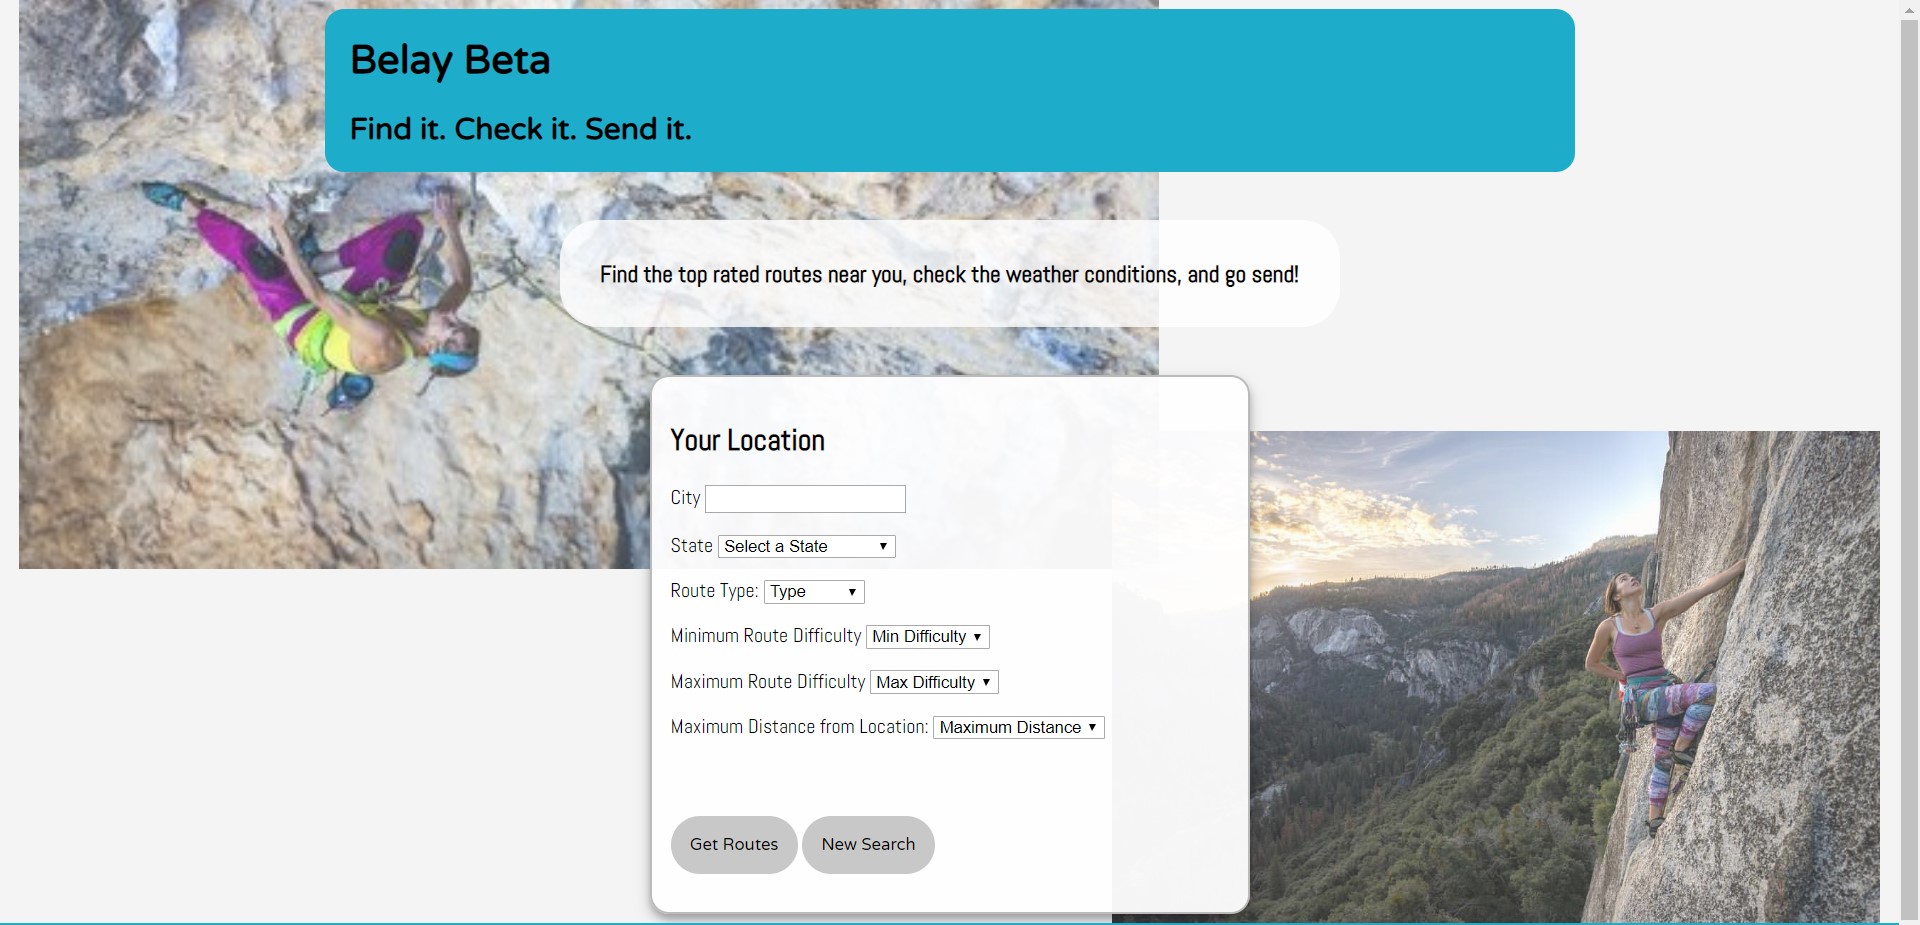 Belay Beta
Find it. Check it. Send it.
Find the top rated routes near you, check the weather conditions, and go send!
Your Location
City
State Select a State
Route Type: Type
Minimum Route Difficulty Min Difficulty
Maximum Route Difficulty Max Difficulty
Maximum Distance from Location: Maximum Distance
Get Routes New Search